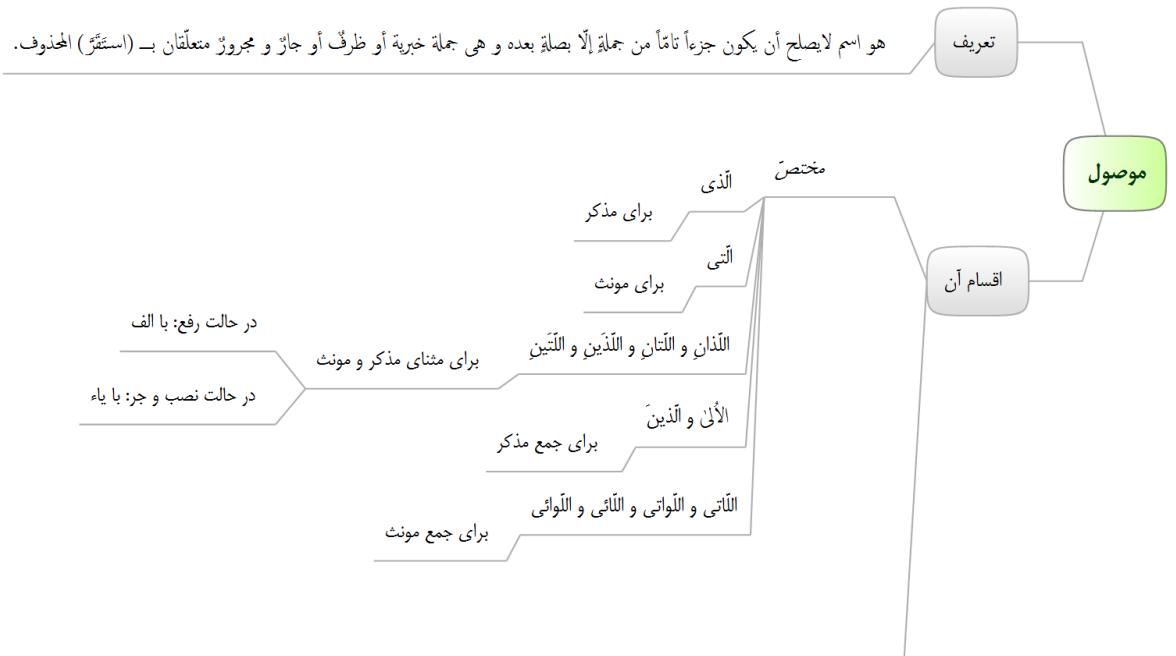 موصول
تعریف
هو اسم لایصلح أن یکون جزءاً تامّاً من جملةٍ إلّا بصلةٍ بعده و هی جملة خبریة أو ظرفٌ أو جارٌ و مجرورٌ متعلّقان بــ (استَقَرَّ) المحذوف.
اقسام آن
مختصّ
الّذی
برای مذکر
الّتی
برای مونث
اللّذانِ و اللّتانِ و اللّذَینِ و اللّتَینِ
برای مثنای مذکر و مونث
در حالت رفع: با الف
در حالت نصب و جر: با یاء
الاُلیٰ و الّذینَ
برای جمع مذکر
اللّاتی و اللّواتی و اللّائی و اللّوائی
برای جمع مونث